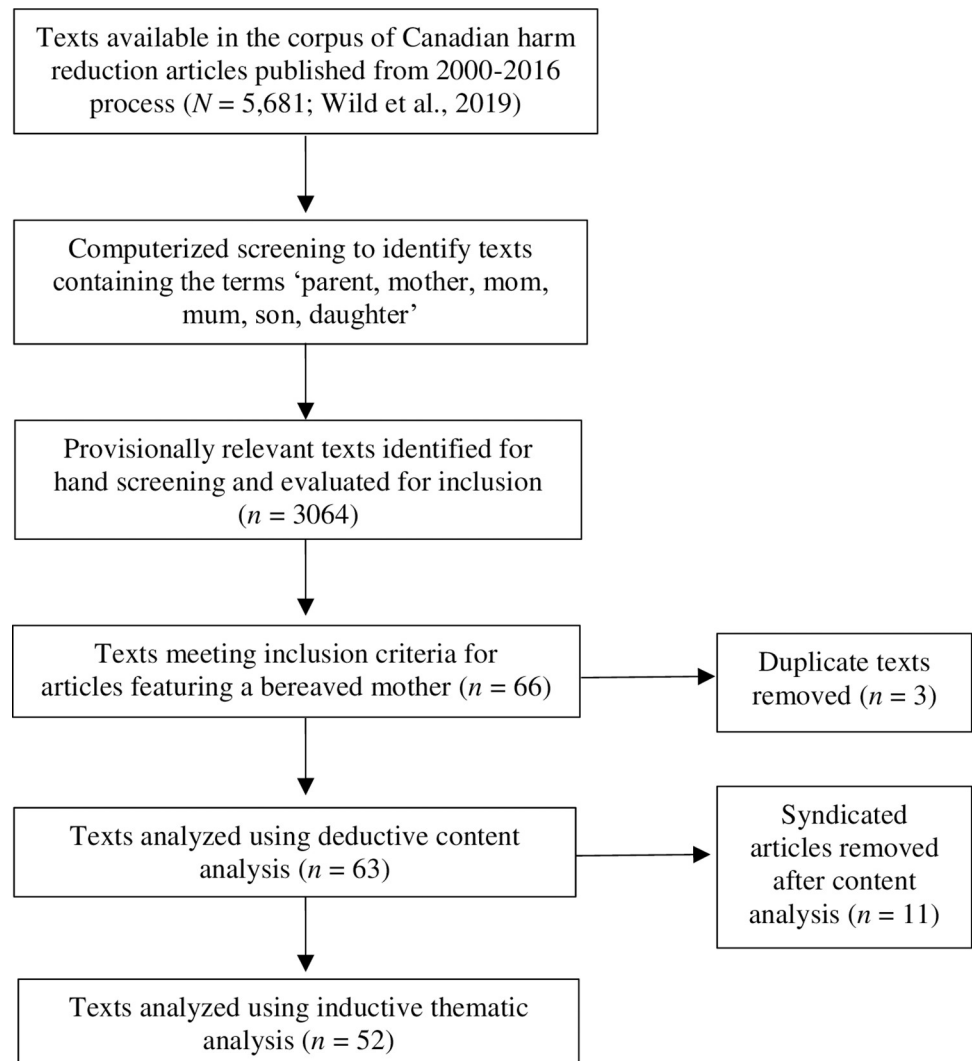 Texts available in the corpus of Canadian harm
reduction articles published from 2000-2016
process (N = 5,681; Wild et al., 2019)
Computerized screening to identify texts
containing the terms ‘parent, mother, mom,
mum, son, daughter’
Provisionally relevant texts identified for
hand screening and evaluated for inclusion
(n = 3064)
Texts meeting inclusion criteria for
articles featuring a bereaved mother (n = 66)
Duplicate texts
removed (n = 3)
Texts analyzed using deductive content
analysis (n = 63)
Syndicated
articles removed
after content
analysis (n = 11)
Texts analyzed using inductive thematic
analysis (n = 52)